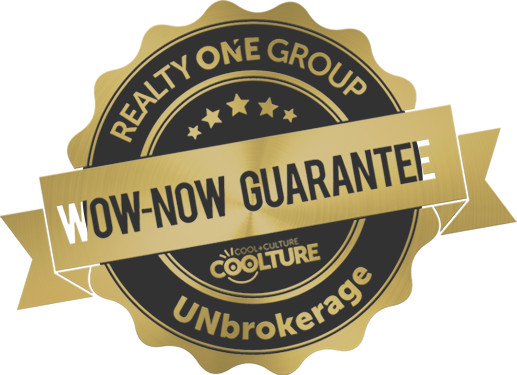 REALTY ONE GROUP
WOW-NOW GUARANTEE
COOL+CULTURE
COOLTURE
UNbrokerage